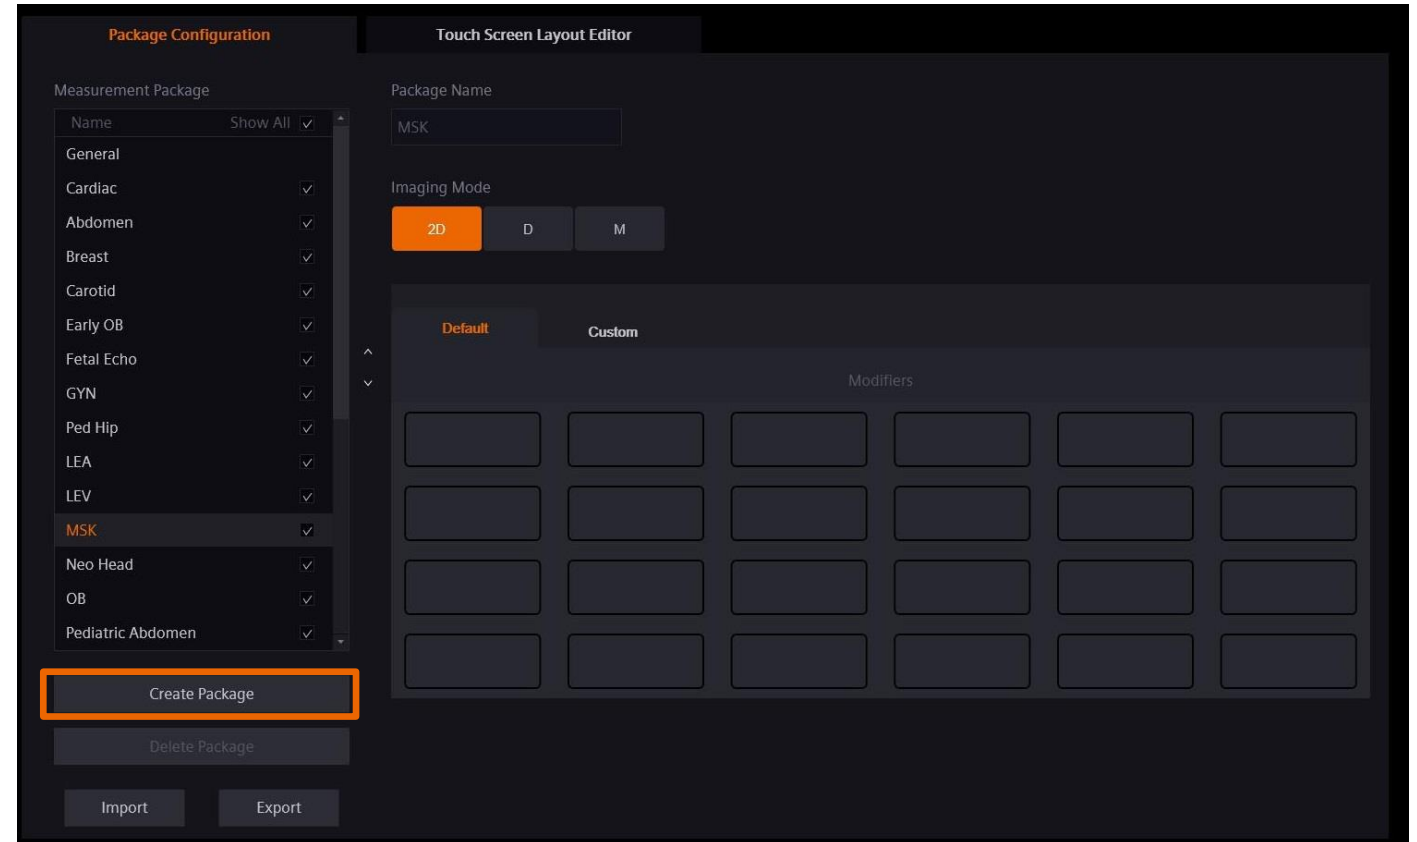 Package Configuration
Touch Screen Layout Editor
Measurement Package
Name Show All
General
Cardiac
Abdomen
Breast
Carotid
Early OB
Fetal Echo
GYN
Ped Hip
LEA
LEV
MSK
Neo Head
OB
Pediatric Abdomen
Create Package
Delete Package
Import Export
Package Name
MSK
Imaging Mode
2D D M
Default Custom
Modifiers